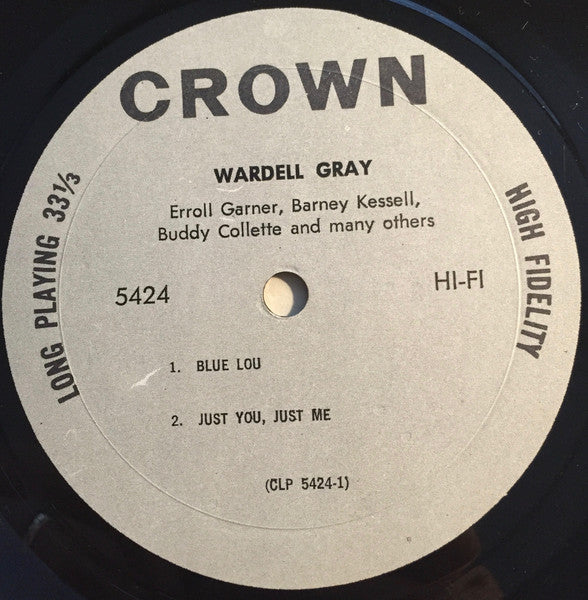 CROWN
WARDELL GRAY
Erroll Garner, Barney Kessell,
Buddy Collette and many others
LONG PLAYING 33⅓
HIGH FIDELITY
5424
HI-FI
1. BLUE LOU
2. JUST YOU, JUST ME
(CLP 5424-1)